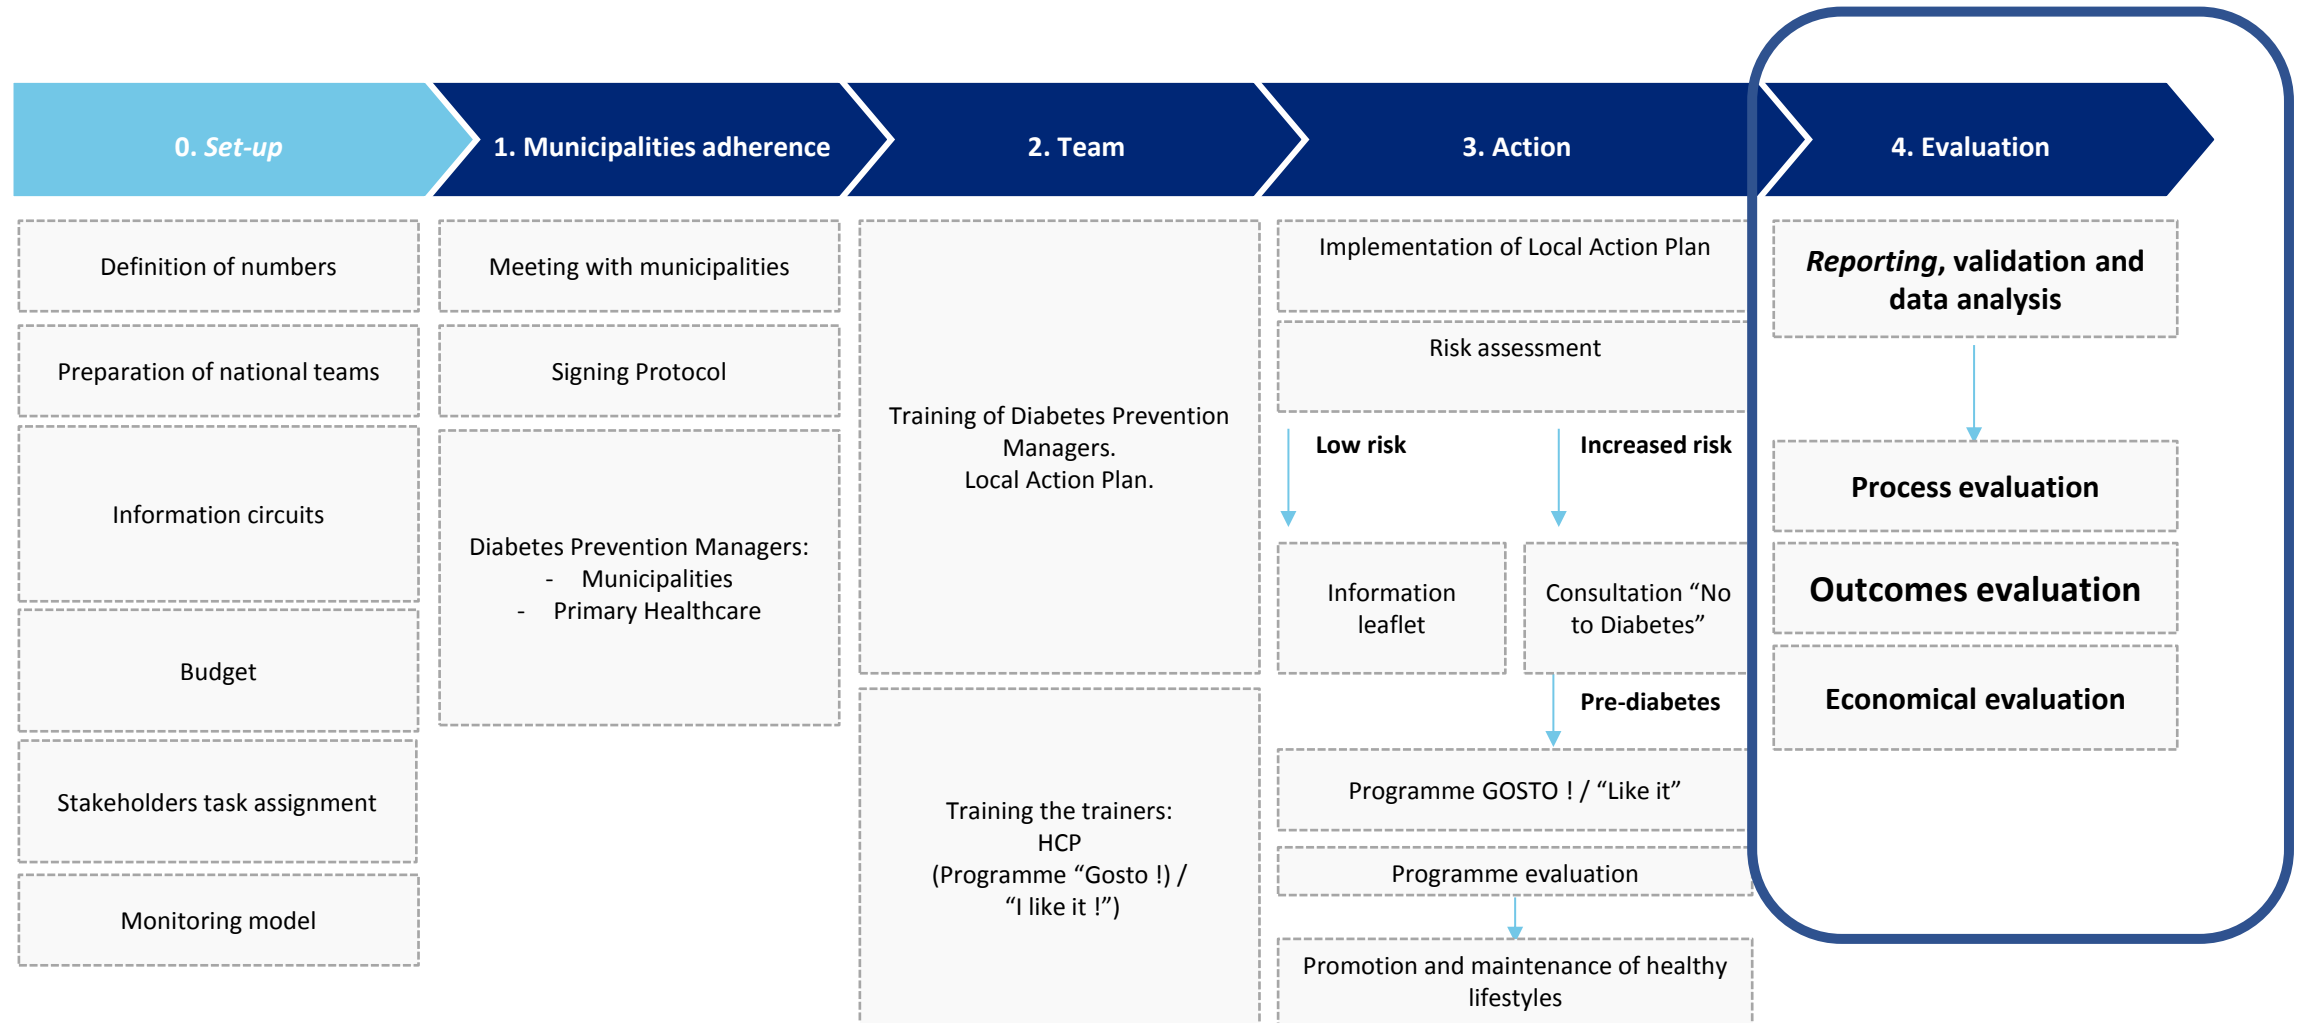 0. Set-up
1. Municipalities adherence
2. Team
3. Action
4. Evaluation
Definition of numbers
Preparation of national teams
Information circuits
Budget
Stakeholders task assignment
Monitoring model
Meeting with municipalities
Signing Protocol
Diabetes Prevention Managers:
- Municipalities
- Primary Healthcare
Training of Diabetes Prevention
Managers.
Local Action Plan.
Training the trainers:
HCP
(Programme “Gosto !) /
“I like it !”)
Implementation of Local Action Plan
Risk assessment
Low risk
Increased risk
Information
leaflet
Consultation “No
to Diabetes”
Pre-diabetes
Programme GOSTO ! / “Like it”
Programme evaluation
Promotion and maintenance of healthy
lifestyles
Reporting, validation and
data analysis
Process evaluation
Outcomes evaluation
Economical evaluation